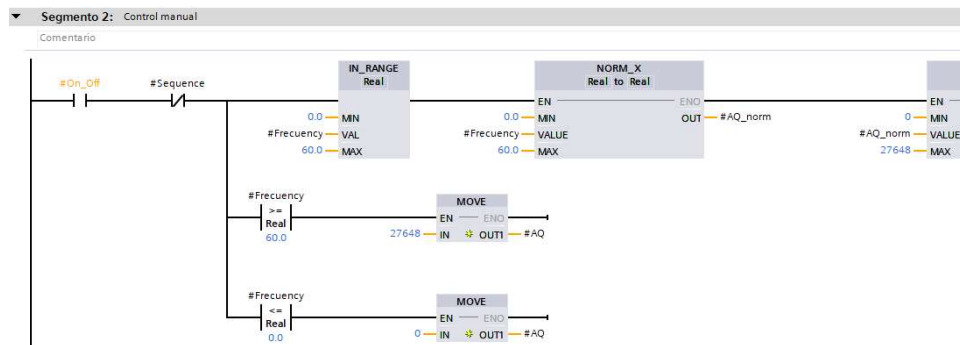 Segmento 2: Control manual
Comentario
#On_Off
#Sequence
IN_RANGE
Real
0.0 MIN
#Frecuency VAL
60.0 MAX
NORM_X
Real to Real
EN ENO
0.0 MIN OUT #AQ_norm
#Frecuency VALUE
60.0 MAX
EN
0 MIN
#AQ_norm VALUE
27648 MAX
#Frecuency
>=
Real
60.0
MOVE
EN ENO
27648 IN OUT1 #AQ
#Frecuency
<=
Real
0.0
MOVE
EN ENO
0 IN OUT1 #AQ